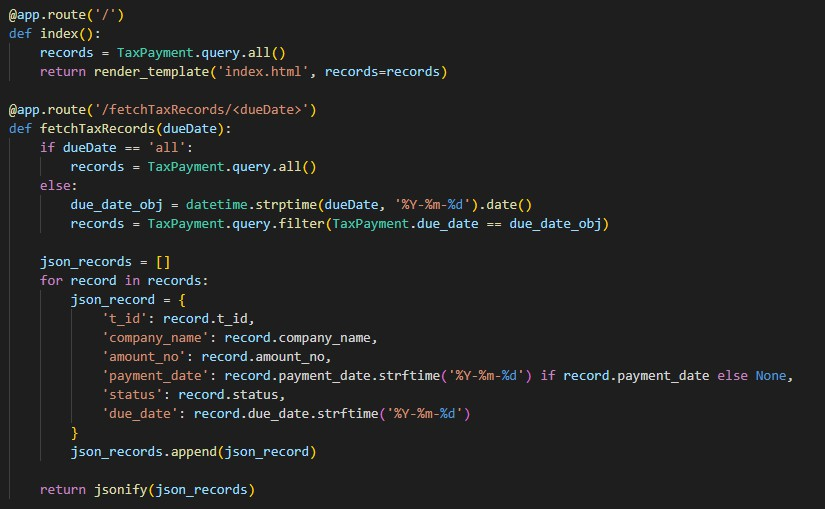 @app.route('/')
def index():
    records = TaxPayment.query.all()
    return render_template('index.html', records=records)

@app.route('/fetchTaxRecords/<dueDate>')
def fetchTaxRecords(dueDate):
    if dueDate == 'all':
        records = TaxPayment.query.all()
    else:
        due_date_obj = datetime.strptime(dueDate, '%Y-%m-%d').date()
        records = TaxPayment.query.filter(TaxPayment.due_date == due_date_obj)

    json_records = []
    for record in records:
        json_record = {
            't_id': record.t_id,
            'company_name': record.company_name,
            'amount_no': record.amount_no,
            'payment_date': record.payment_date.strftime('%Y-%m-%d') if record.payment_date else None,
            'status': record.status,
            'due_date': record.due_date.strftime('%Y-%m-%d')
        }
        json_records.append(json_record)

    return jsonify(json_records)